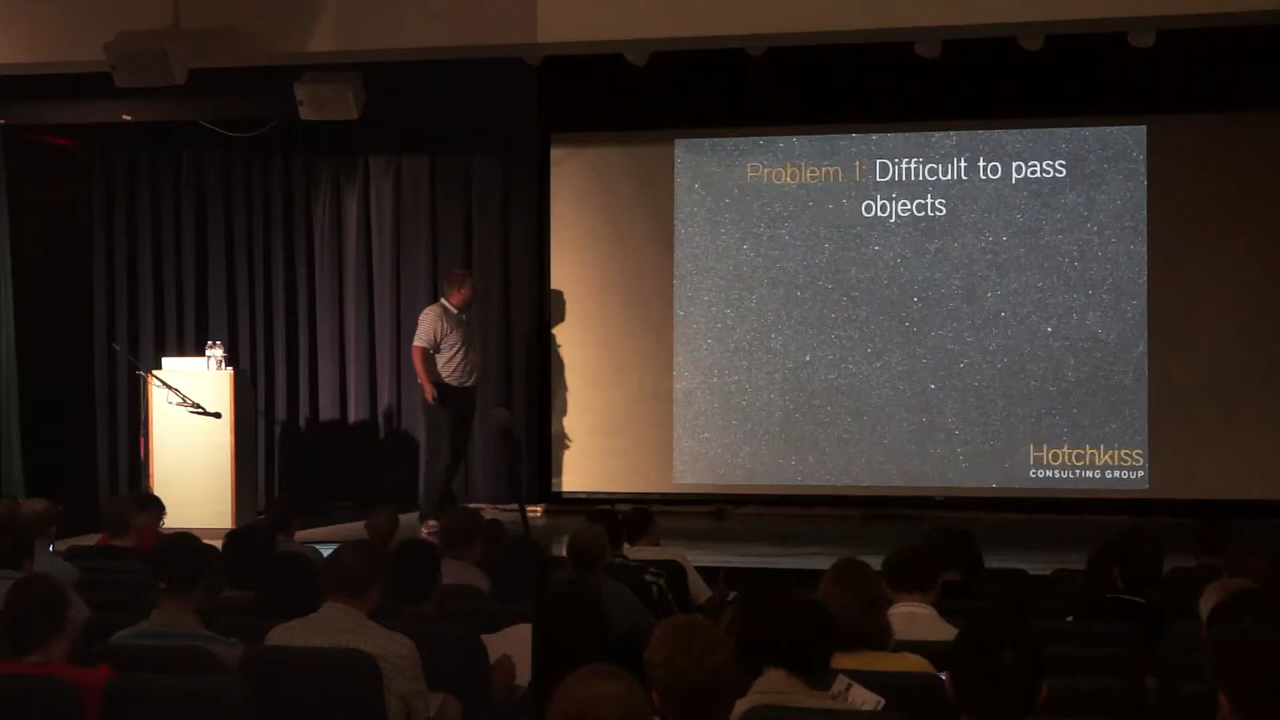 Problem 1: Difficult to pass
objects
Hotchkiss
CONSULTING GROUP